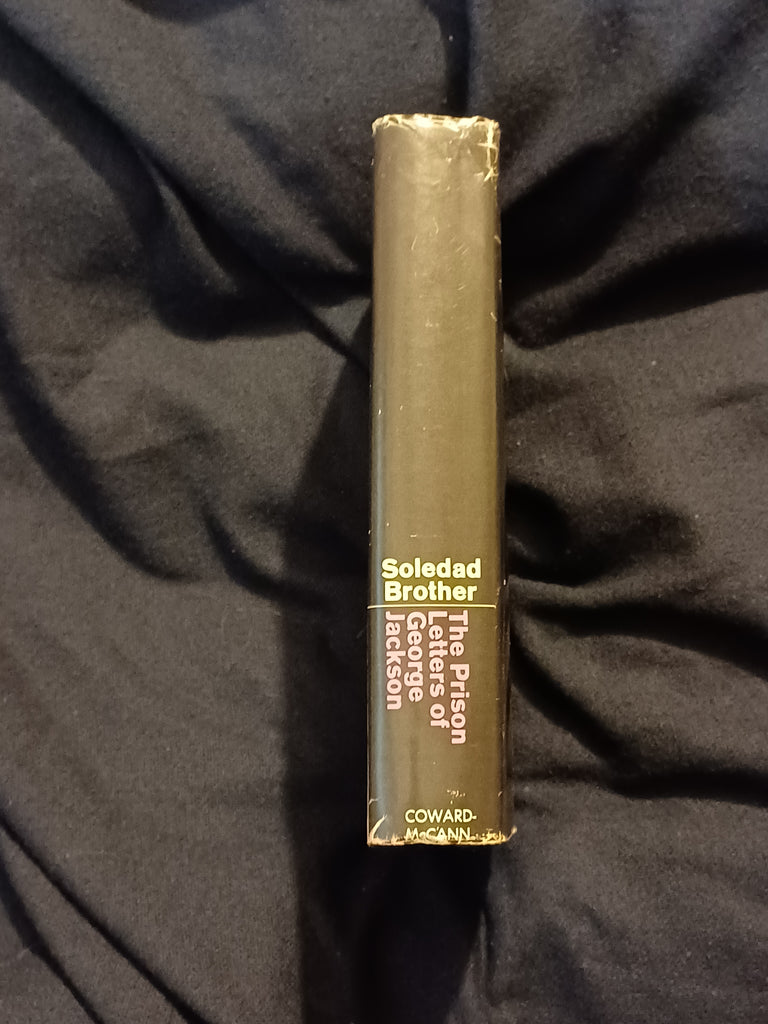 Soledad
Brother
The Prison
Letters of
George
Jackson
COWARD-
McCANN